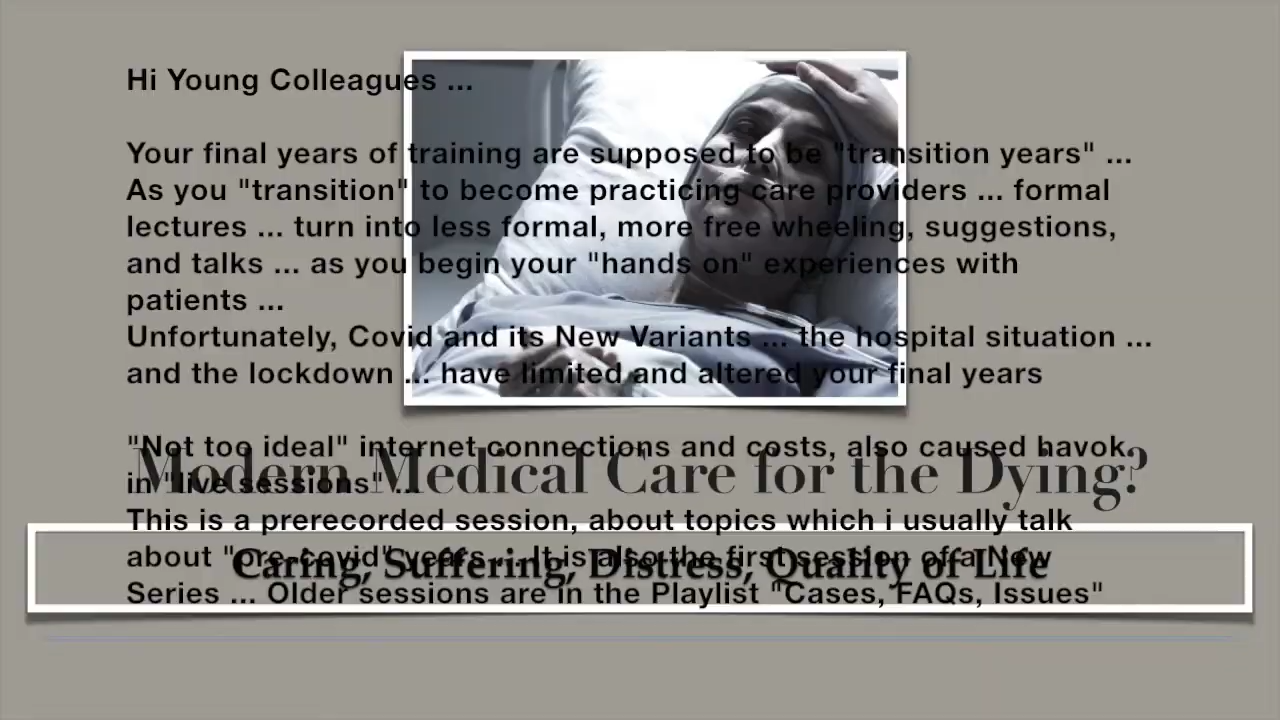 Hi Young Colleagues ...
Your final years of training are supposed to be "transition years" ...
As you "transition" to become practicing care providers ... formal
lectures ... turn into less formal, more free wheeling, suggestions,
and talks ... as you begin your "hands on" experiences with
patients ...
Unfortunately, Covid and its New Variants ... the hospital situation ...
and the lockdown ... have limited and altered your final years
"Not too ideal" internet connections and costs, also caused havok
in "live sessions" ...
Modern Medical Care for the Dying?
This is a prerecorded session, about topics which i usually talk
about "pre-covid" years ... It is also the first session of a New
Caring, Suffering, Distress, Quality of Life
Series ... Older sessions are in the Playlist "Cases, FAQs, Issues"